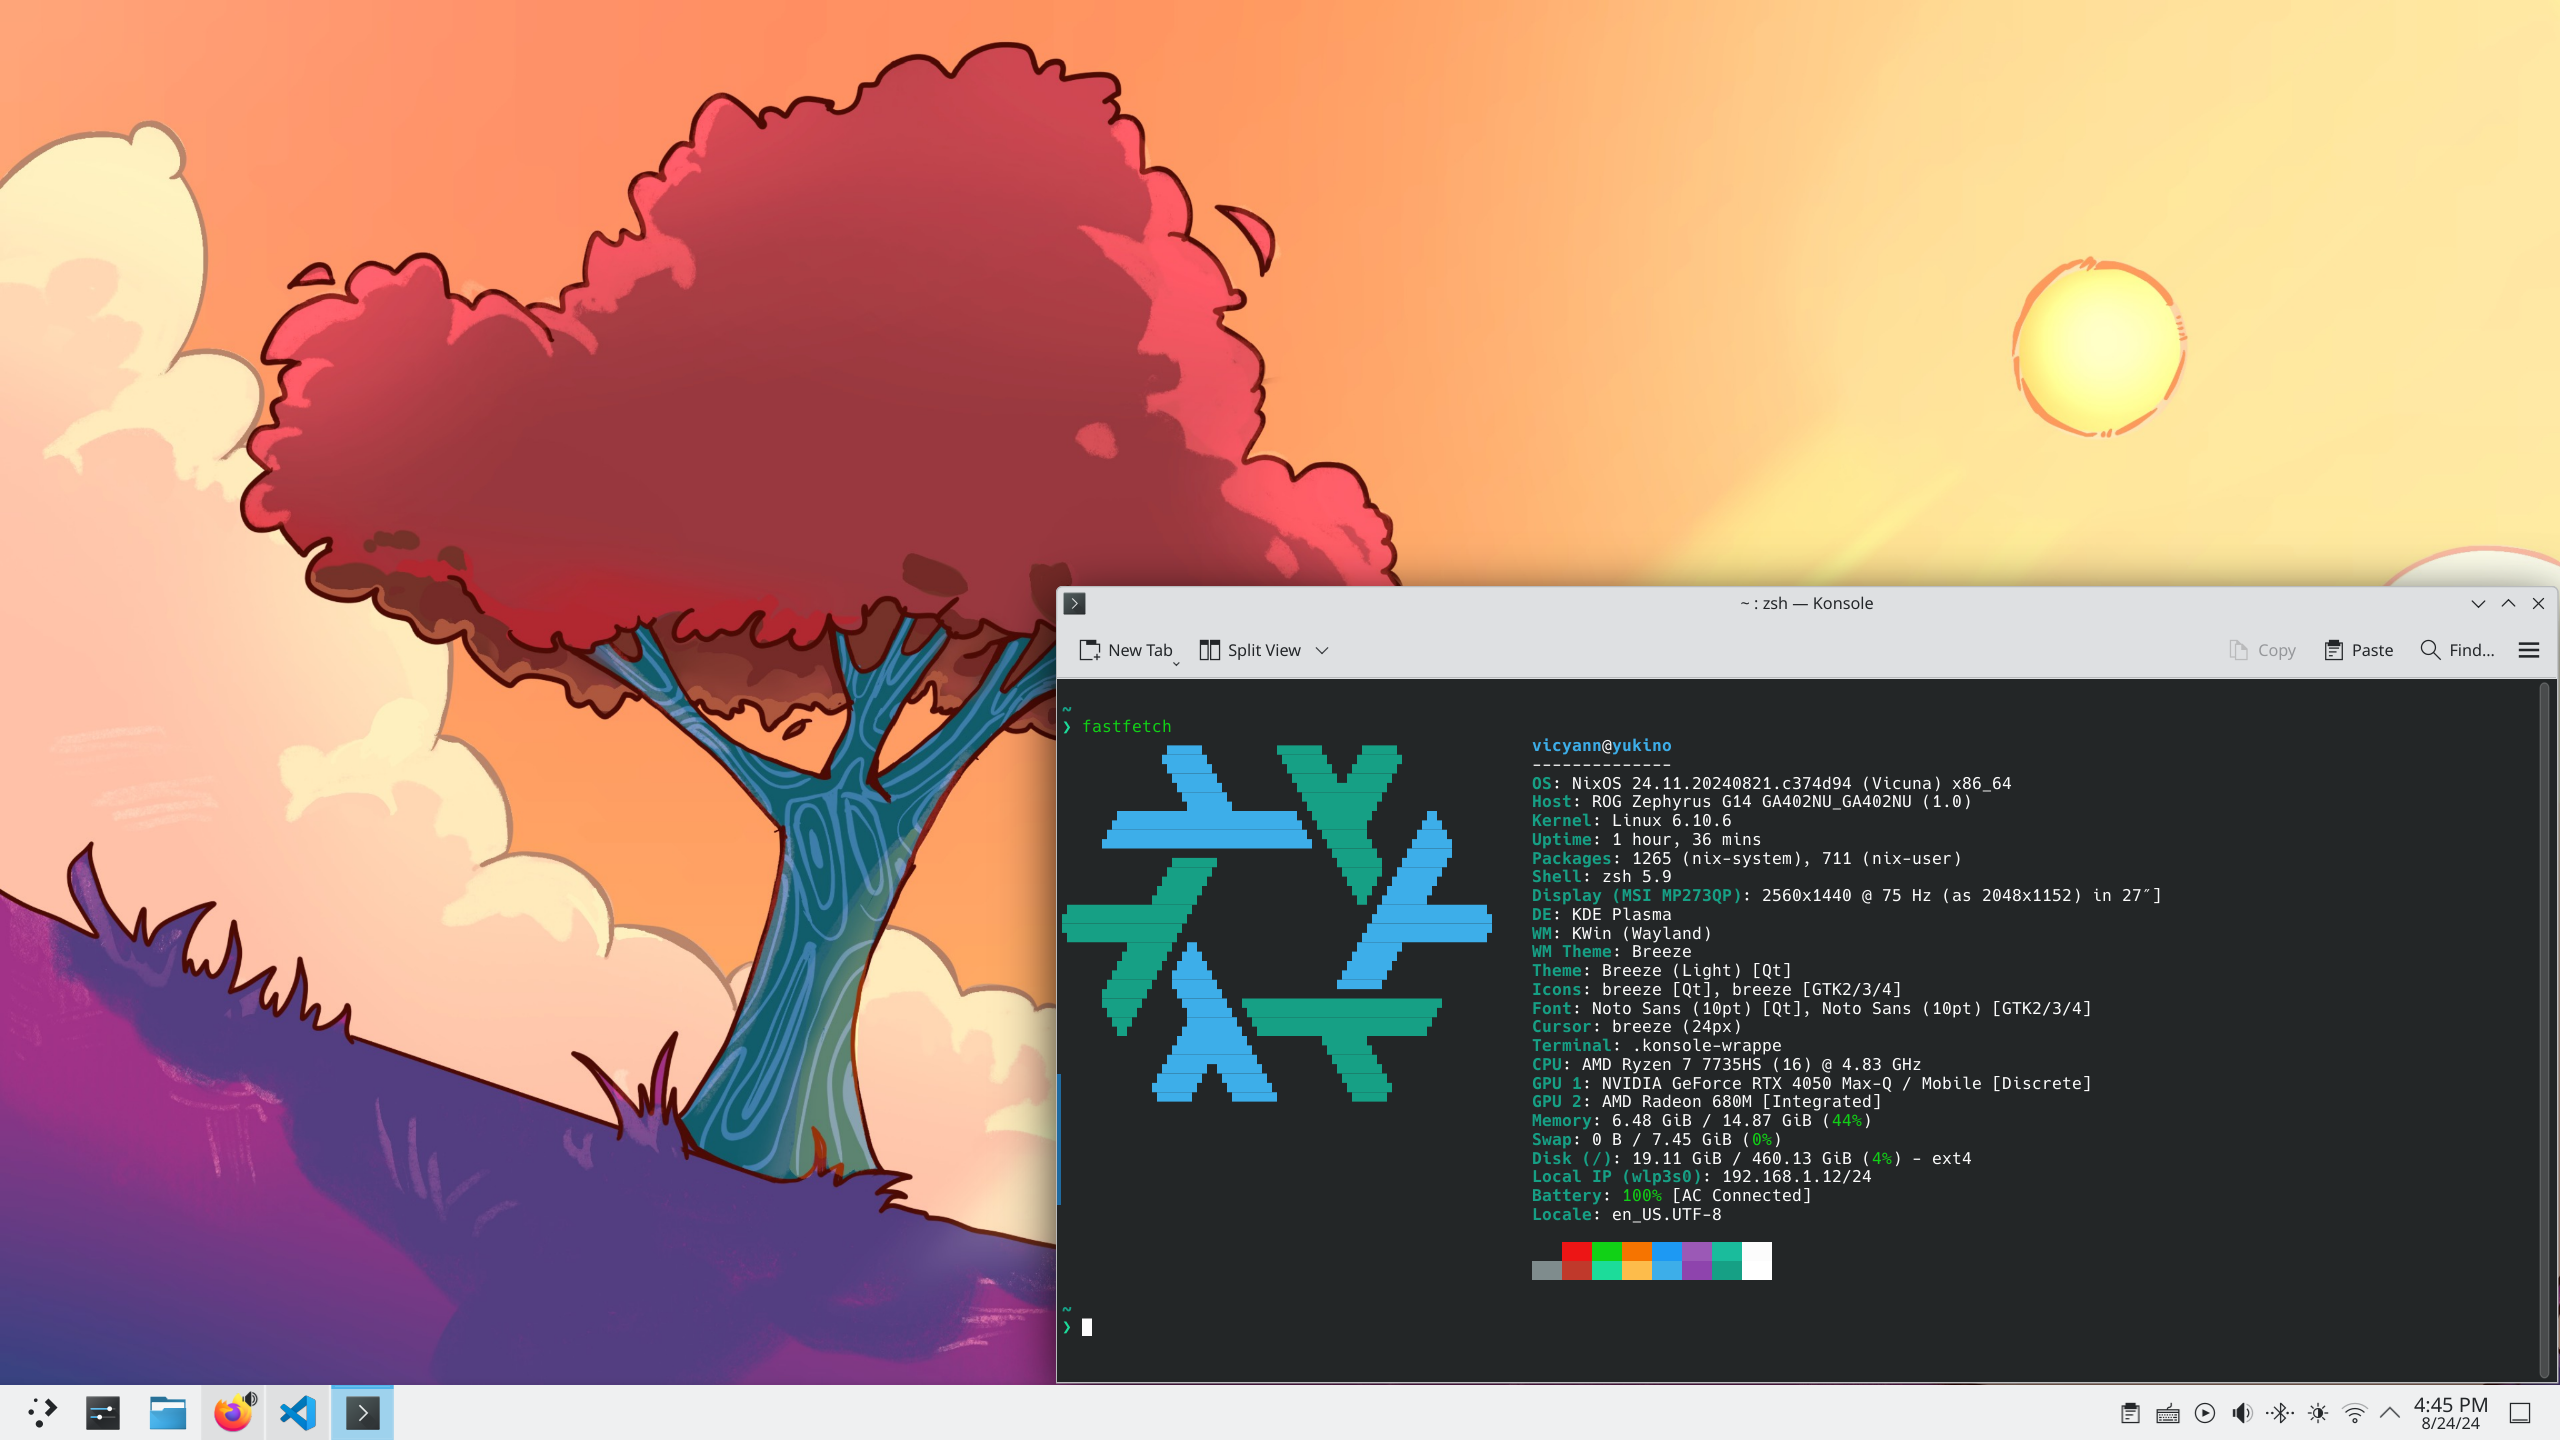 ~ : zsh — Konsole
New Tab Split View Copy Paste Find...
~
❯ fastfetch
vicyann@yukino
--------------
OS: NixOS 24.11.20240821.c374d94 (Vicuna) x86_64
Host: ROG Zephyrus G14 GA402NU_GA402NU (1.0)
Kernel: Linux 6.10.6
Uptime: 1 hour, 36 mins
Packages: 1265 (nix-system), 711 (nix-user)
Shell: zsh 5.9
Display (MSI MP273QP): 2560x1440 @ 75 Hz (as 2048x1152) in 27″]
DE: KDE Plasma
WM: KWin (Wayland)
WM Theme: Breeze
Theme: Breeze (Light) [Qt]
Icons: breeze [Qt], breeze [GTK2/3/4]
Font: Noto Sans (10pt) [Qt], Noto Sans (10pt) [GTK2/3/4]
Cursor: breeze (24px)
Terminal: .konsole-wrappe
CPU: AMD Ryzen 7 7735HS (16) @ 4.83 GHz
GPU 1: NVIDIA GeForce RTX 4050 Max-Q / Mobile [Discrete]
GPU 2: AMD Radeon 680M [Integrated]
Memory: 6.48 GiB / 14.87 GiB (44%)
Swap: 0 B / 7.45 GiB (0%)
Disk (/): 19.11 GiB / 460.13 GiB (4%) - ext4
Local IP (wlp3s0): 192.168.1.12/24
Battery: 100% [AC Connected]
Locale: en_US.UTF-8
~
❯
4:45 PM
8/24/24